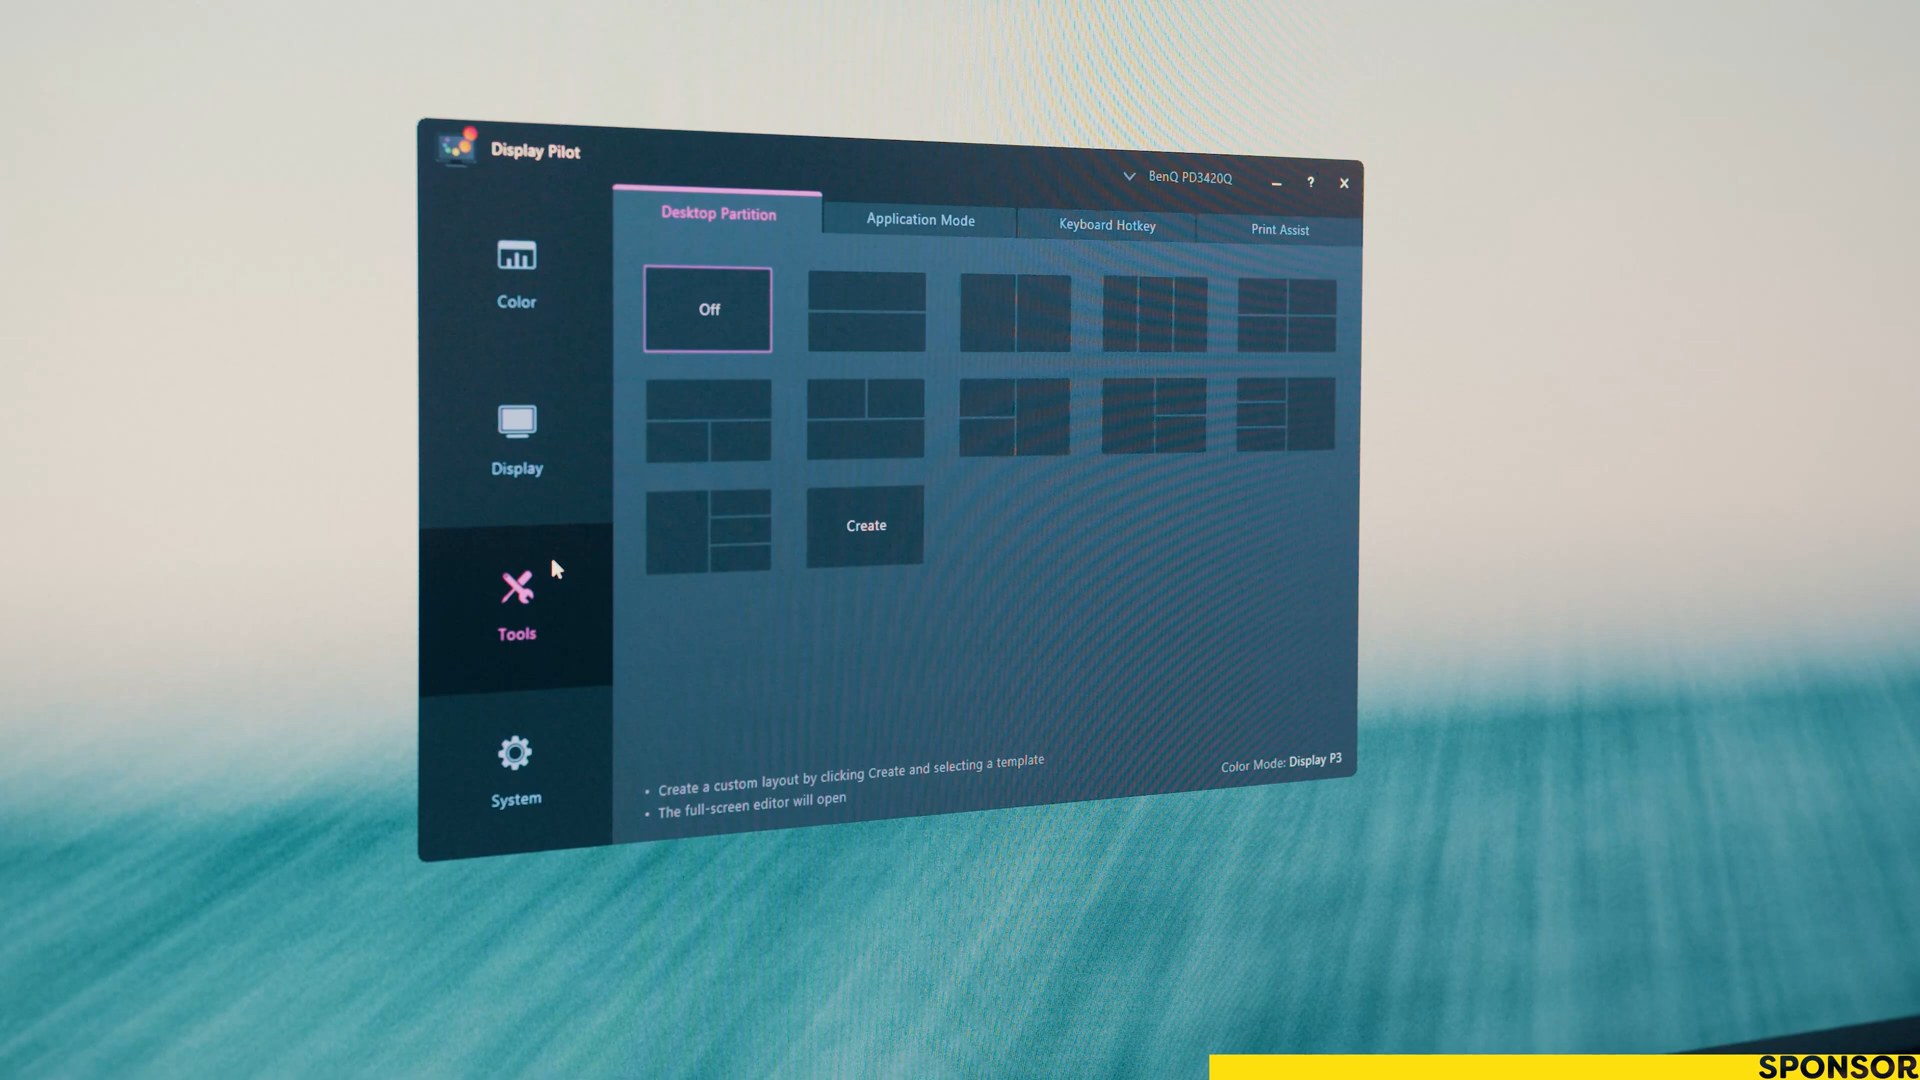 Display Pilot
BenQ PD3420Q
?
Desktop Partition
Application Mode
Keyboard Hotkey
Print Assist
Color
Off
Display
Create
Tools
System
• Create a custom layout by clicking Create and selecting a template
• The full-screen editor will open
Color Mode: Display P3
SPONSOR